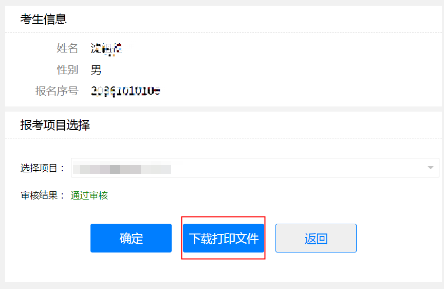 考生信息
姓名
性别 男
报名序号
报考项目选择
选择项目：
审核结果： 通过审核
确定 下载打印文件 返回